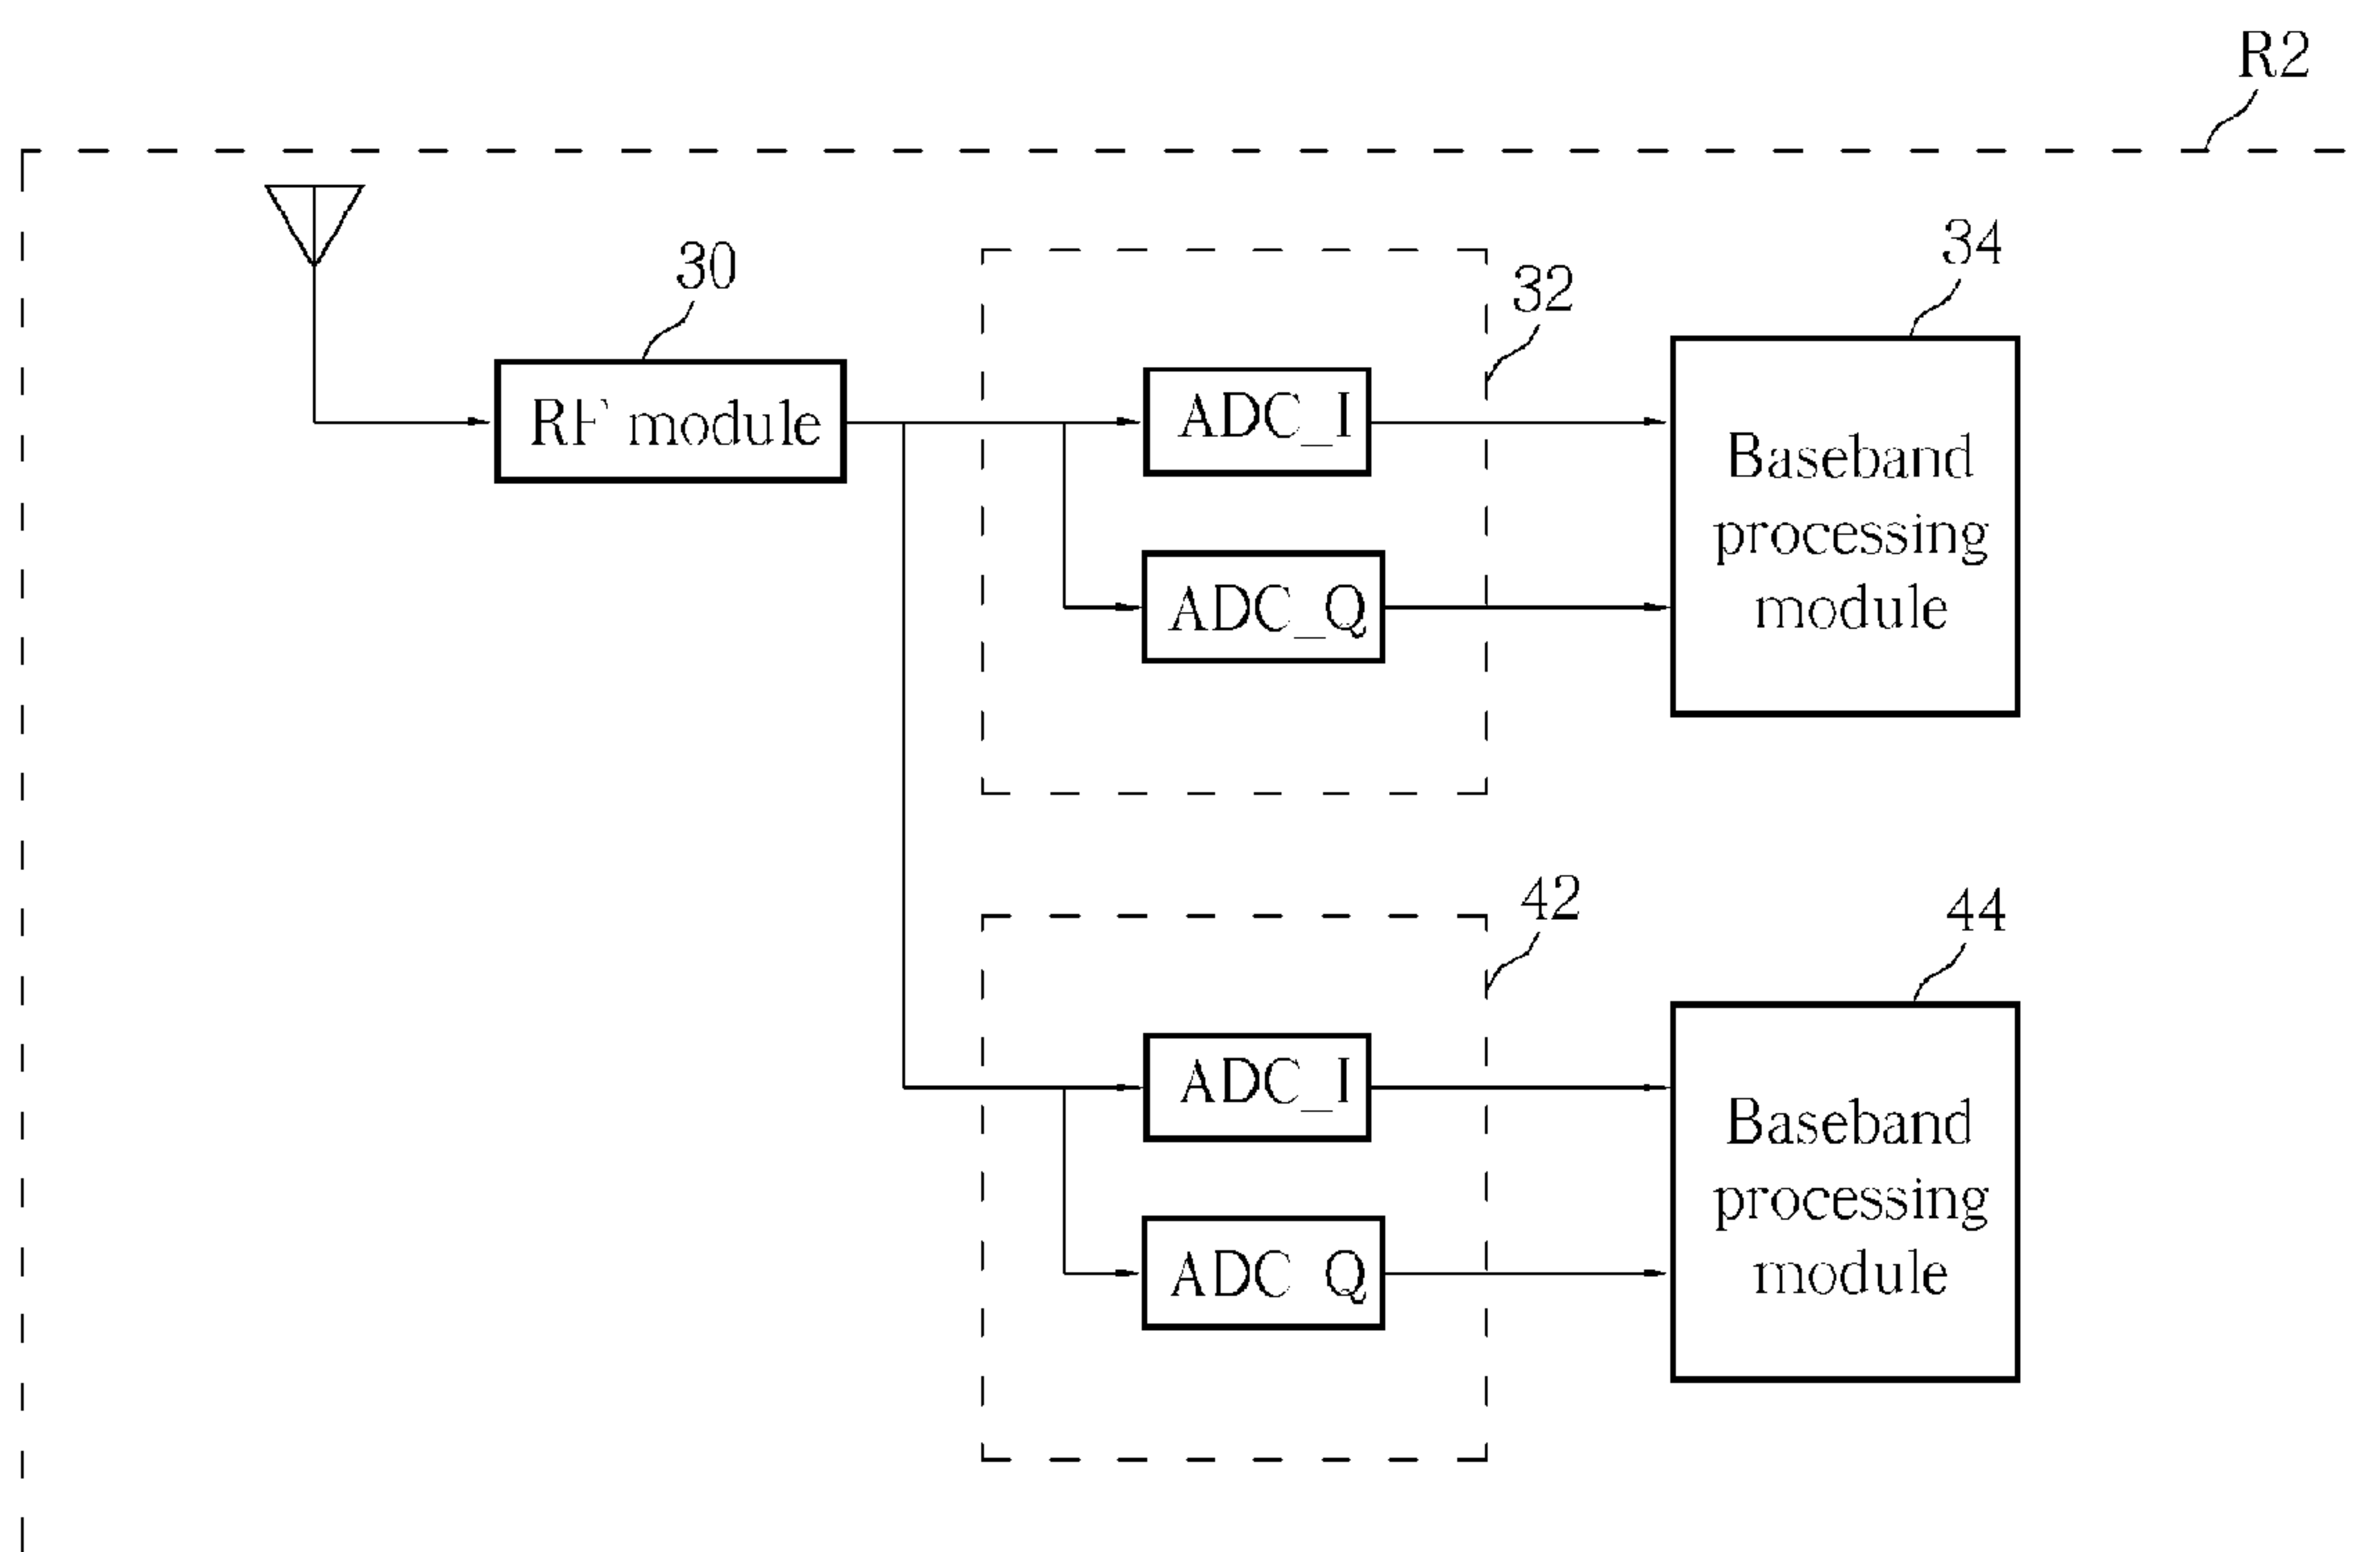 R2
30
32
34
RF module
ADC_I
ADC_Q
Baseband
processing
module
42
44
ADC_I
ADC_Q
Baseband
processing
module